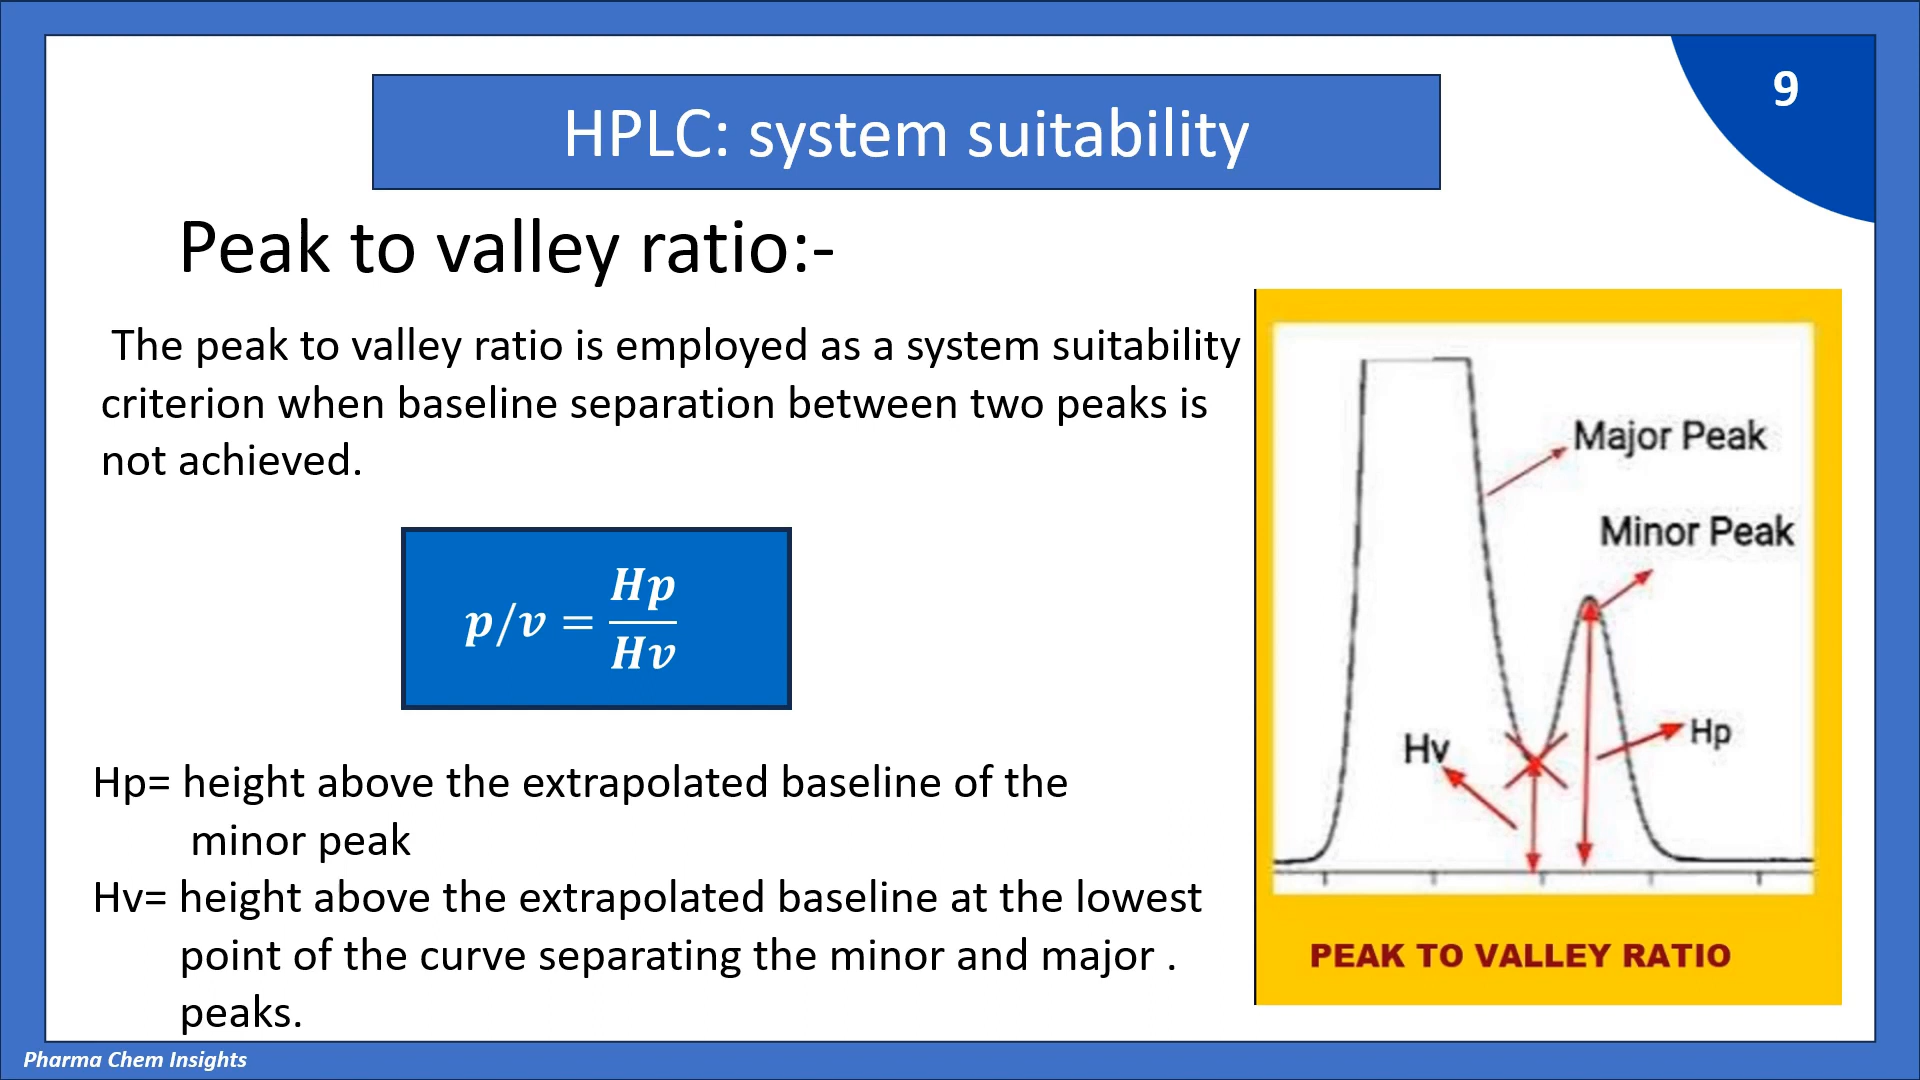 9
HPLC: system suitability
Peak to valley ratio:-
The peak to valley ratio is employed as a system suitability
criterion when baseline separation between two peaks is
not achieved.
p/v = Hp/Hv
Hp= height above the extrapolated baseline of the
minor peak
Hv= height above the extrapolated baseline at the lowest
point of the curve separating the minor and major .
peaks.
Major Peak
Minor Peak
Hv
Hp
PEAK TO VALLEY RATIO
Pharma Chem Insights